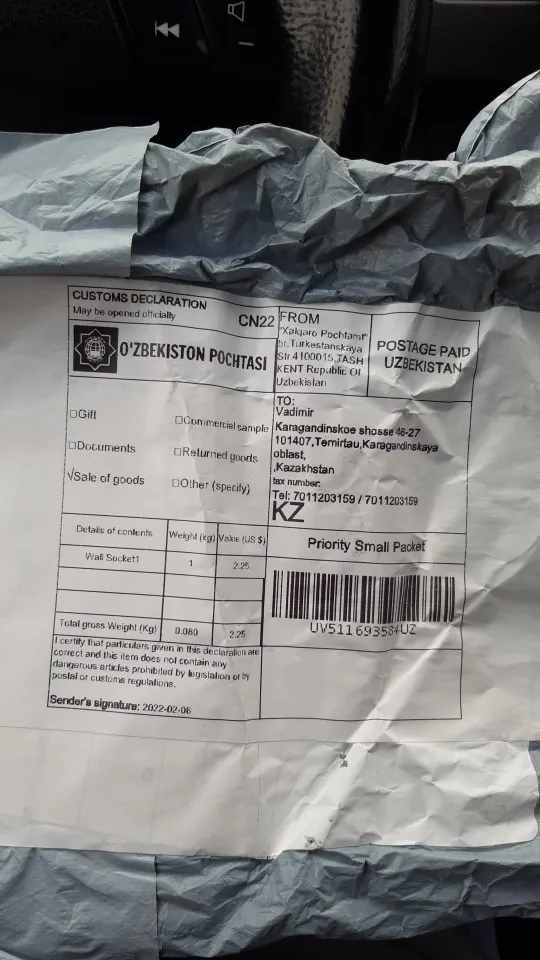 CUSTOMS DECLARATION
May be opened officially
CN22
O'ZBEKISTON POCHTASI
FROM
"Xalqaro Pochtamt"
br.Turkestanskaya
Str.4100015,TASH
KENT Republic Of
Uzbekistan
POSTAGE PAID
UZBEKISTAN
□Gift
□Commercial sample
□Documents
□Returned goods
√Sale of goods
□Other (specify)
TO:
Vadimir
Karagandinskoe shosse 46-27
101407,Temirtau,Karagandinskaya
oblast,
,Kazakhstan
tax number:
Tel: 7011203159 / 7011203159
KZ
Details of contents
Weight (kg)
Value (US $)
Wall Socket1
1
2.25
Total gross Weight (Kg)
0.080
2.25
Priority Small Packet
UV511693584UZ
I certify that particulars given in this declaration are
correct and this item does not contain any
dangerous articles prohibited by legislation or by
postal or customs regulations.
Sender's signature: 2022-02-06